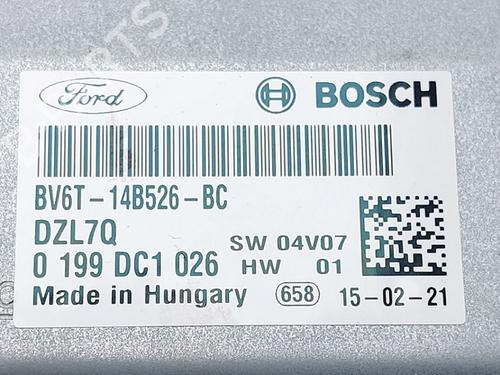 Ford BOSCH
BV6T-14B526-BC
DZL7Q
SW 04V07
0 199 DC1 026 HW 01
Made in Hungary 658 15-02-21